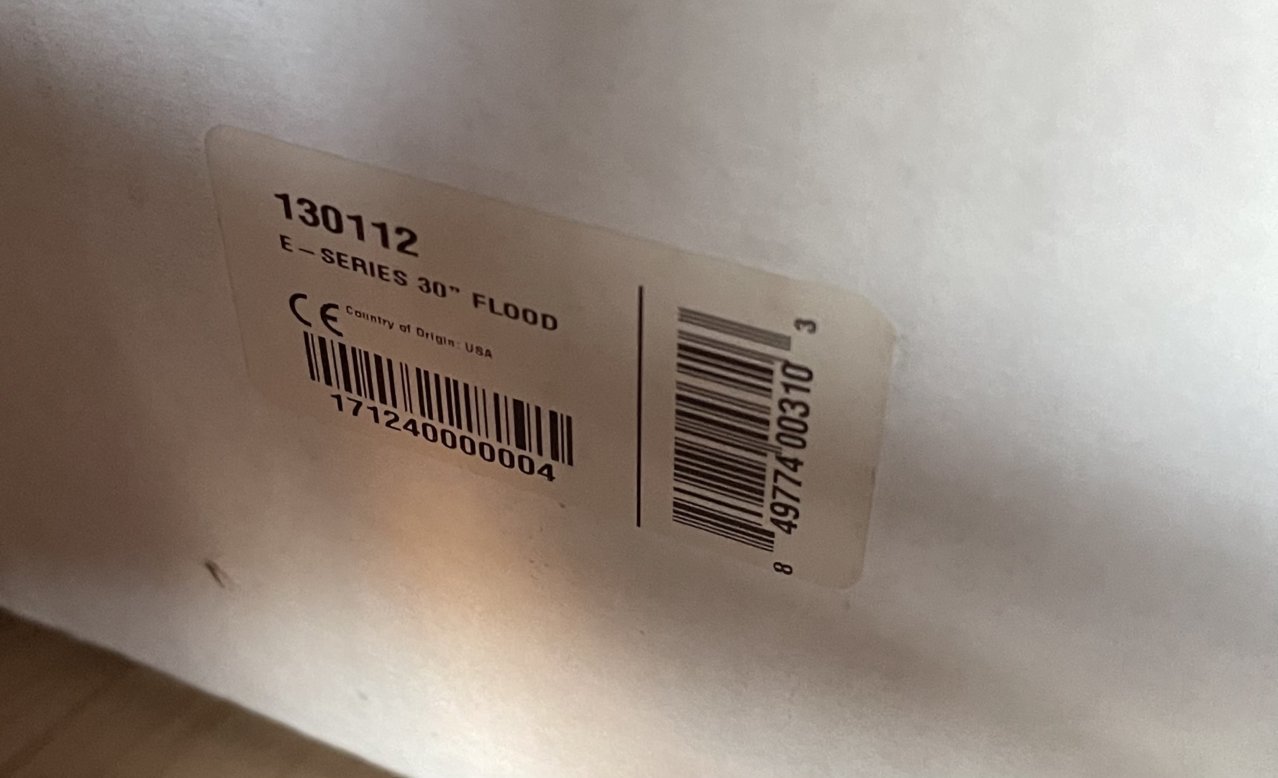 130112
E-SERIES 30" FLOOD
CE Country of Origin: USA
171240000004
8 49774 00310 3